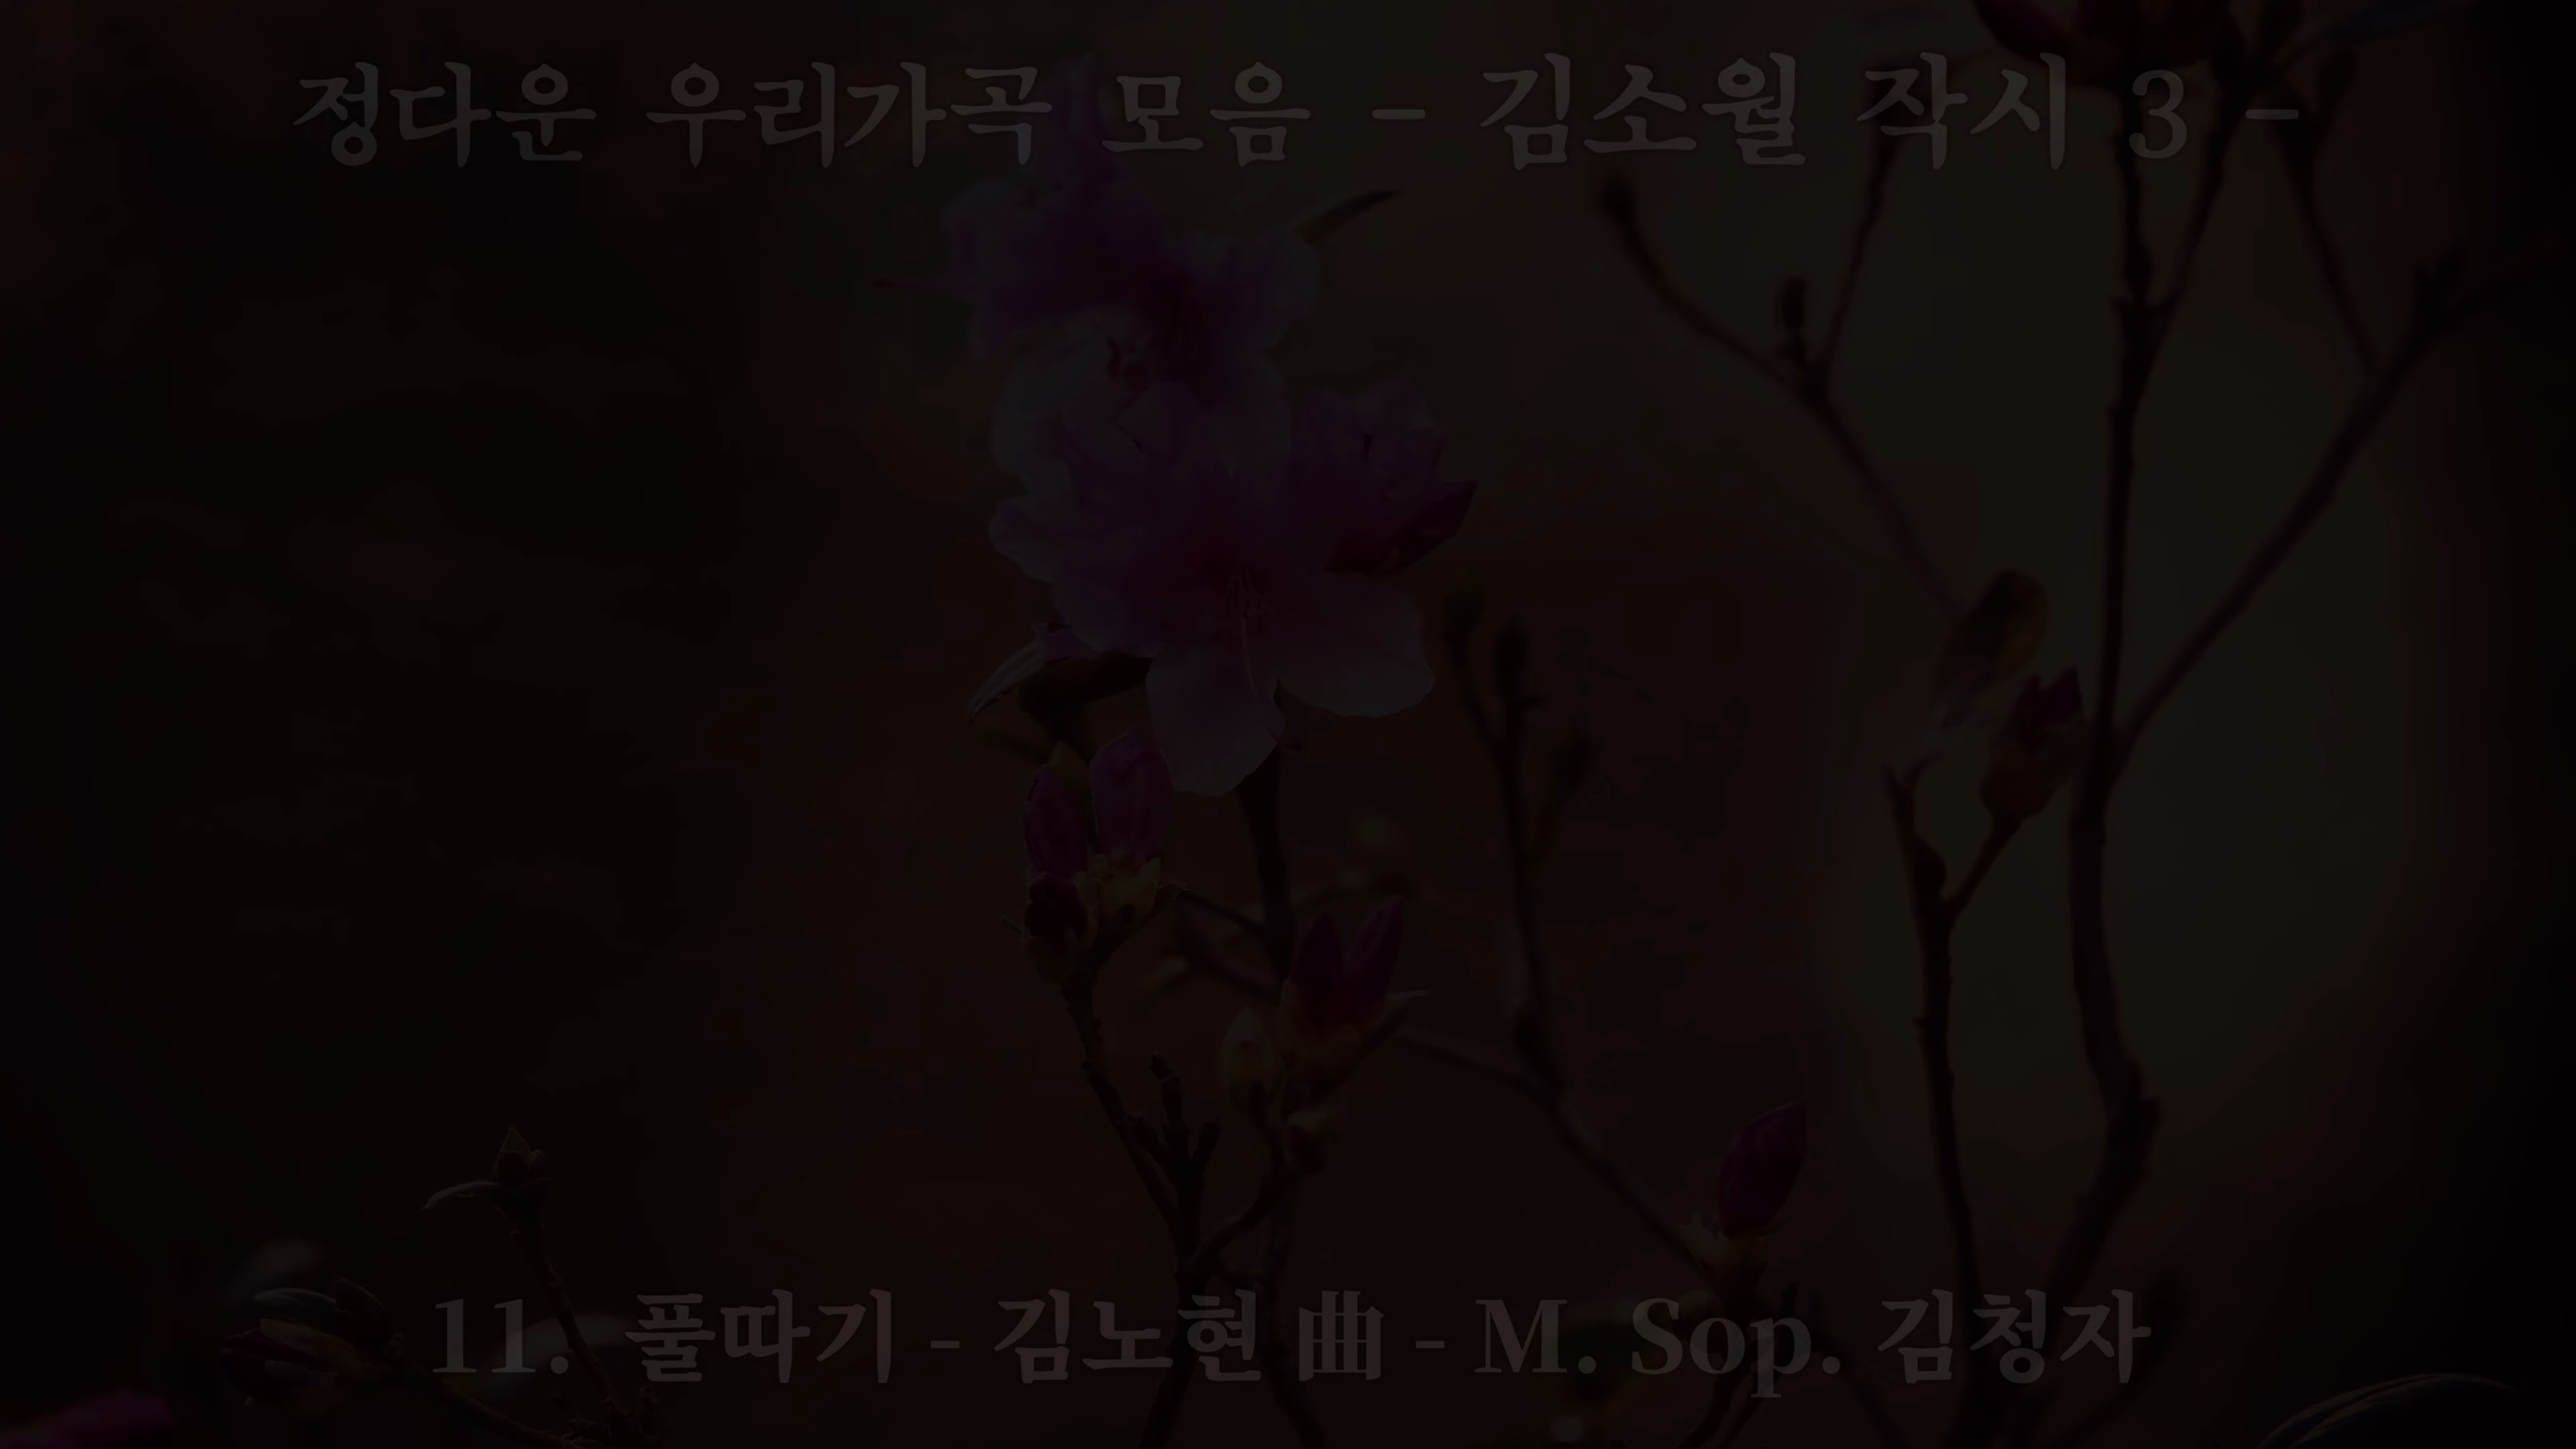 정다운 우리가곡 모음 - 김소월 작시 3 -
11. 풀따기 - 김노현 曲 - M. Sop. 김청자